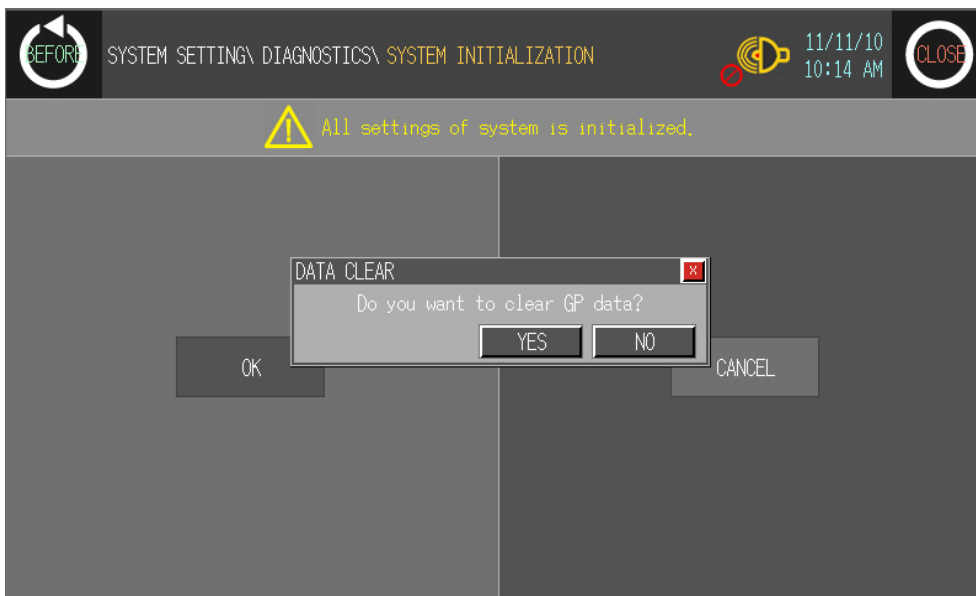 BEFORE
SYSTEM SETTING\ DIAGNOSTICS\ SYSTEM INITIALIZATION
11/11/10
10:14 AM
CLOSE
All settings of system is initialized.
DATA CLEAR
x
Do you want to clear GP data?
YES NO
OK CANCEL